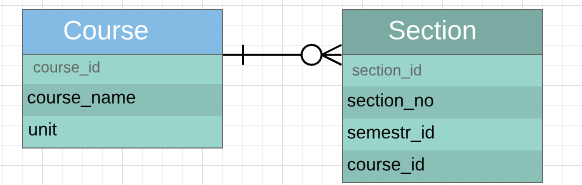 Course
course_id
course_name
unit
Section
section_id
section_no
semestr_id
course_id